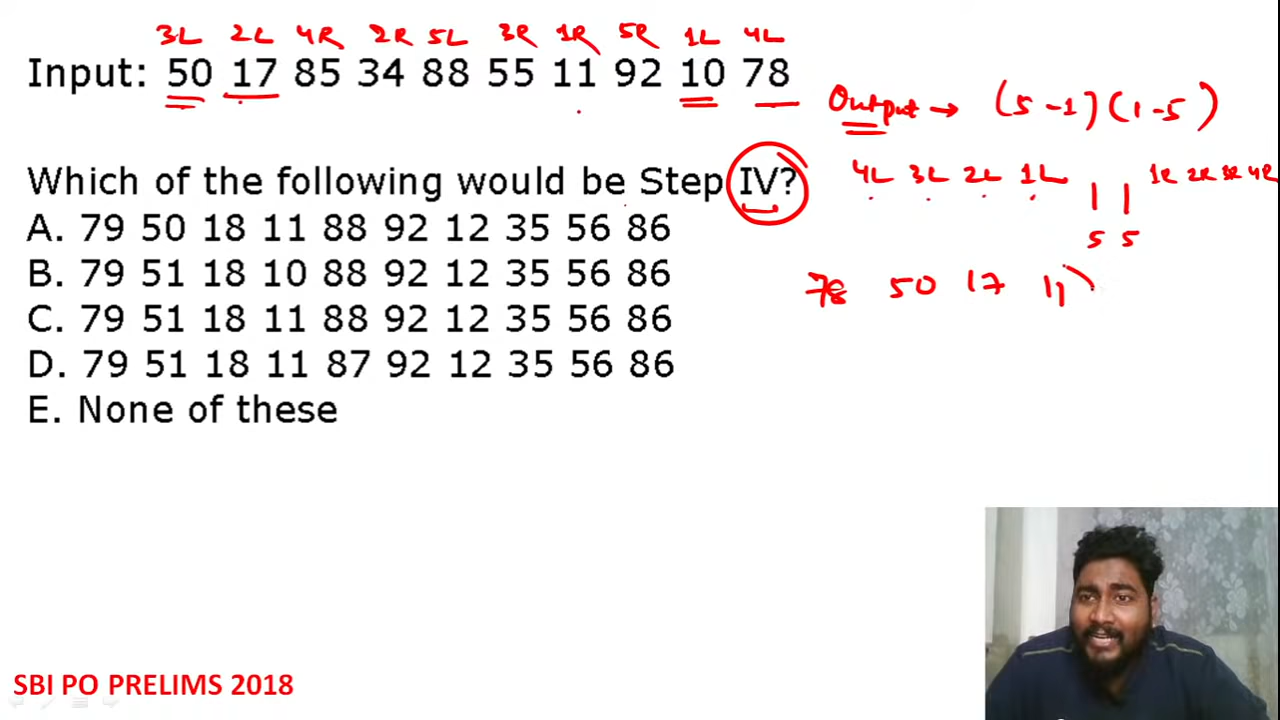 3L 2L 4R 2R 5L 3R 1R 5R 1L 4L
Input: 50 17 85 34 88 55 11 92 10 78
Output → (5-1)(1-5)
Which of the following would be Step IV?
4L 3L 2L 1L | | 1R 2R 3R 4R
A. 79 50 18 11 88 92 12 35 56 86
5 5
B. 79 51 18 10 88 92 12 35 56 86
78 50 17 11
C. 79 51 18 11 88 92 12 35 56 86
D. 79 51 18 11 87 92 12 35 56 86
E. None of these
SBI PO PRELIMS 2018